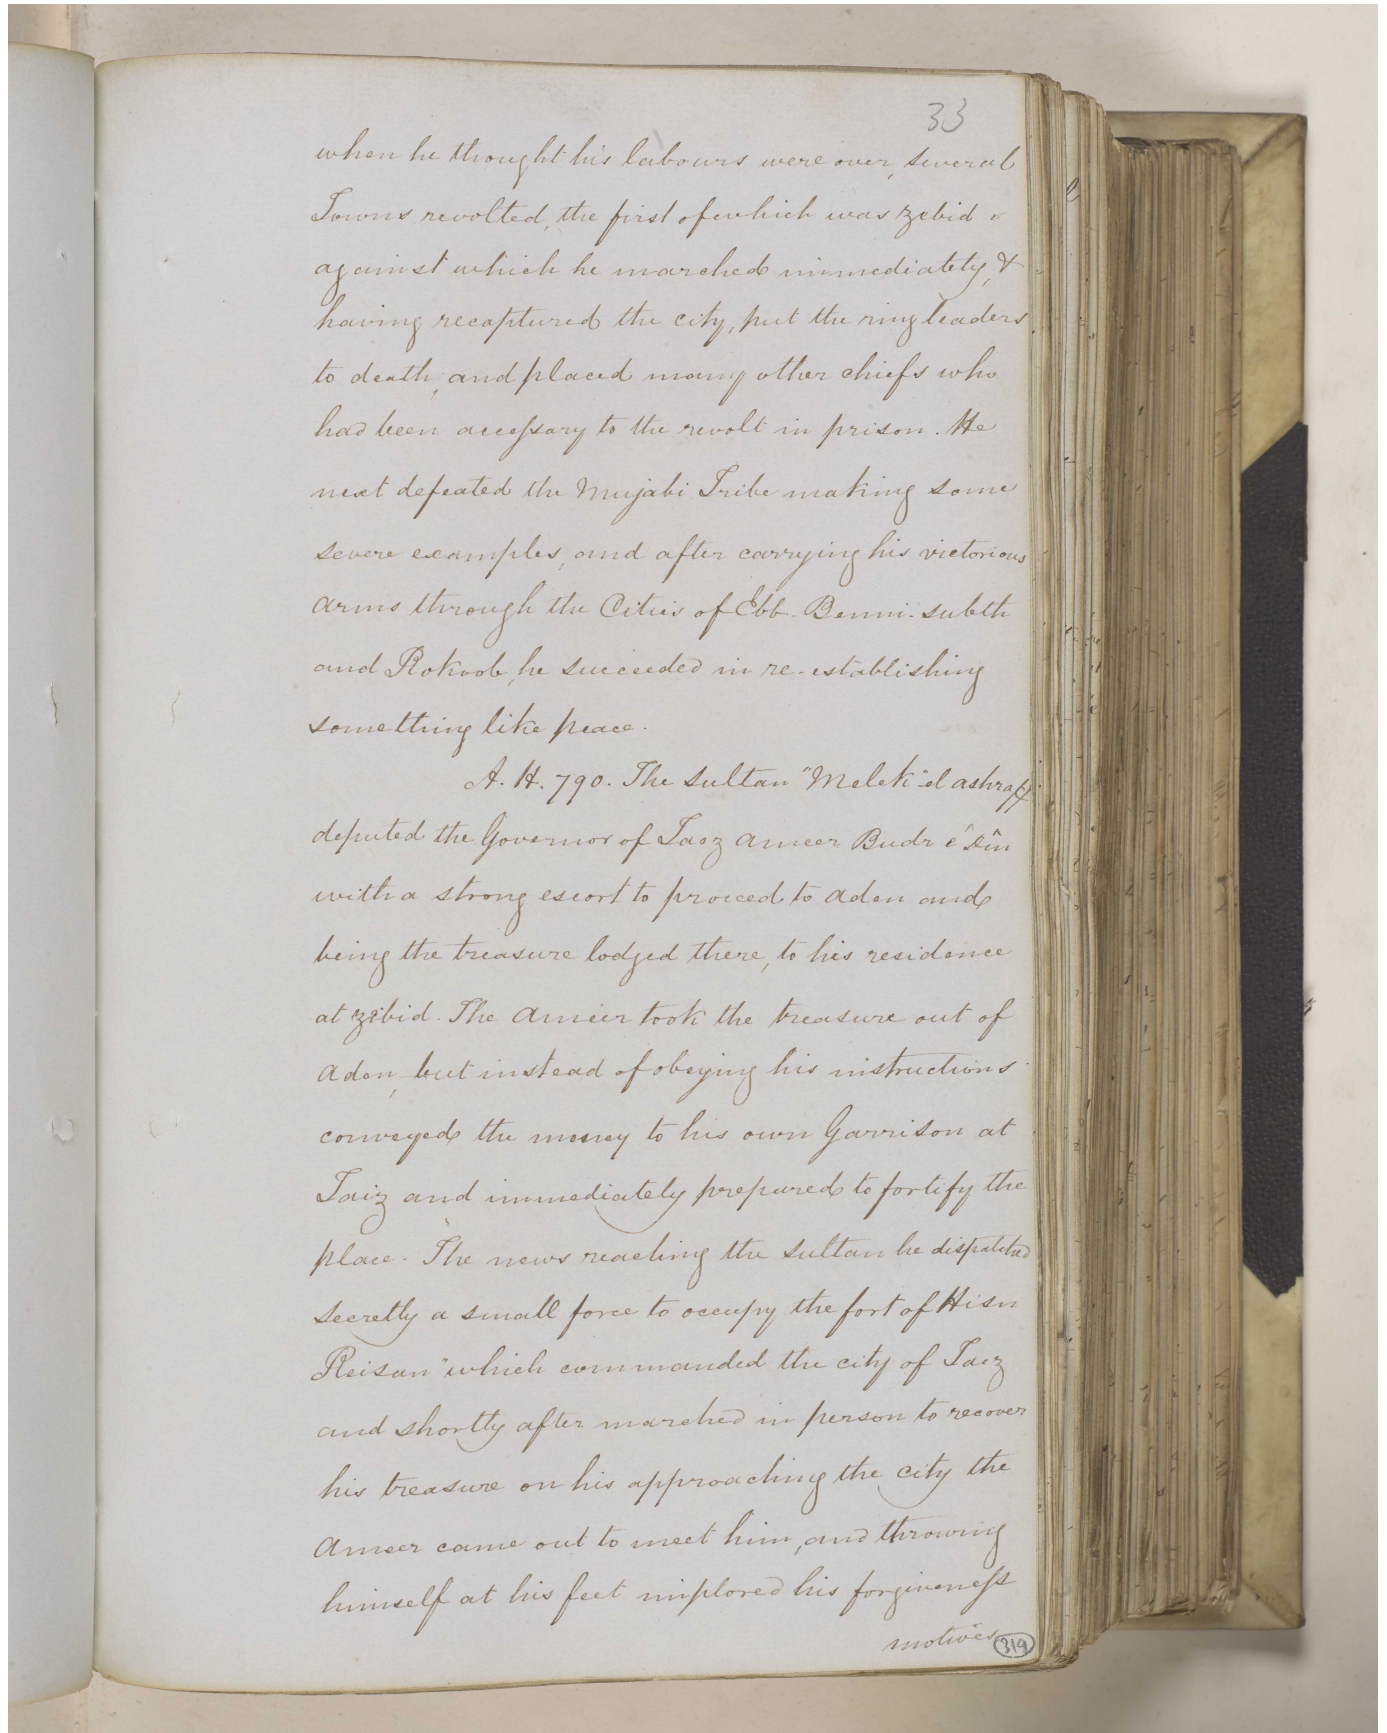 33
when he thought his labours were over, several
Towns revolted, the first of which was Zebid
against which he marched immediately, &
having recaptured the city, put the ring leaders
to death, and placed many other chiefs who
had been accessary to the revolt in prison. He
next defeated the Mujabi Tribe making some
severe examples, and after carrying his victorious
arms through the Cities of Ebb. Benni. subth
and Rokoob, he succeeded in re-establishing
something like peace.
A. H. 790. The Sultan "Melek" el ashraff
deputed the Governor of Taez Ameer Budr e' Dîn
with a strong escort to proceed to Aden and
being the treasure lodged there, to his residence
at Zebid. The Ameer took the treasure out of
Aden, but instead of obeying his instructions
conveyed the money to his own Garrison at
Taiz and immediately prepared to fortify the
place. The news reaching the Sultan he dispatched
secretly a small force to occupy the fort of Hisn
Reisan" which commanded the city of Taez
and shortly after marched in person to recover
his treasure on his approaching the city the
Ameer came out to meet him, and throwing
himself at his feet implored his forgiveness
motives
319